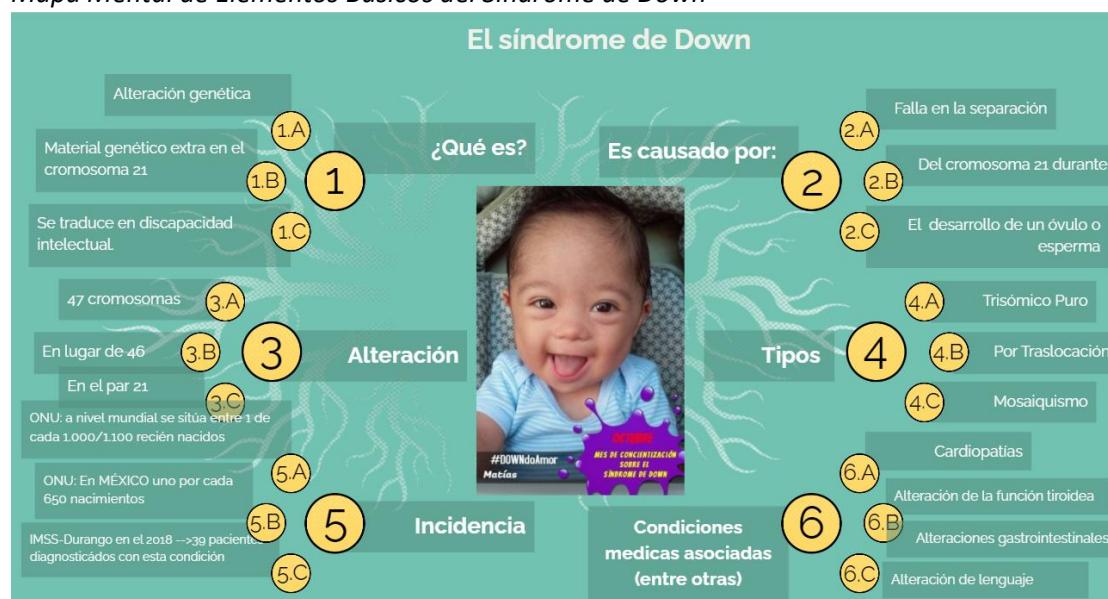 Mapa Mental de Elementos Básicos del Síndrome de Down
El síndrome de Down
1
¿Qué es?
1.A
Alteración genética
1.B
Material genético extra en el
cromosoma 21
1.C
Se traduce en discapacidad
intelectual.
Es causado por:
2
2.A
Falla en la separación
2.B
Del cromosoma 21 durante
2.C
El desarrollo de un óvulo o
esperma
3
Alteración
3.A
47 cromosomas
3.B
En lugar de 46
3.C
En el par 21
Tipos
4
4.A
Trisómico Puro
4.B
Por Traslocación
4.C
Mosaiquismo
5
Incidencia
ONU: a nivel mundial se sitúa entre 1 de
cada 1.000/1.100 recién nacidos
5.A
ONU: En MÉXICO uno por cada
650 nacimientos
5.B
IMSS-Durango en el 2018 -->39 pacientes
diagnosticádos con esta condición
5.C
Condiciones
medicas asociadas
(entre otras)
6
Cardiopatías
6.A
Alteración de la función tiroidea
6.B
Alteraciones gastrointestinales
6.C
Alteración de lenguaje
#DOWNdoAmor
Matías
OCTUBRE
MES DE CONCIENTIZACIÓN
SOBRE EL
SÍNDROME DE DOWN